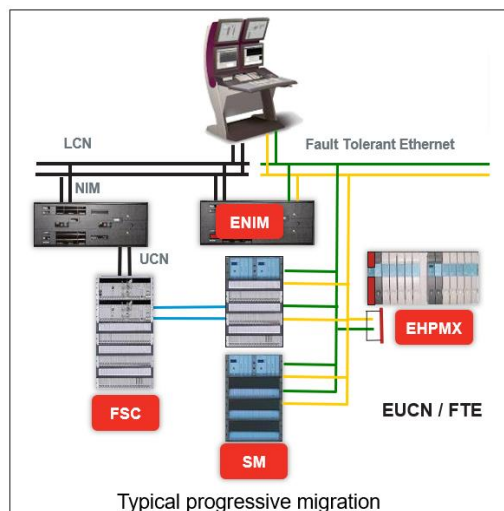 LCN
Fault Tolerant Ethernet
NIM
ENIM
UCN
EHPMX
FSC
EUCN / FTE
SM
Typical progressive migration